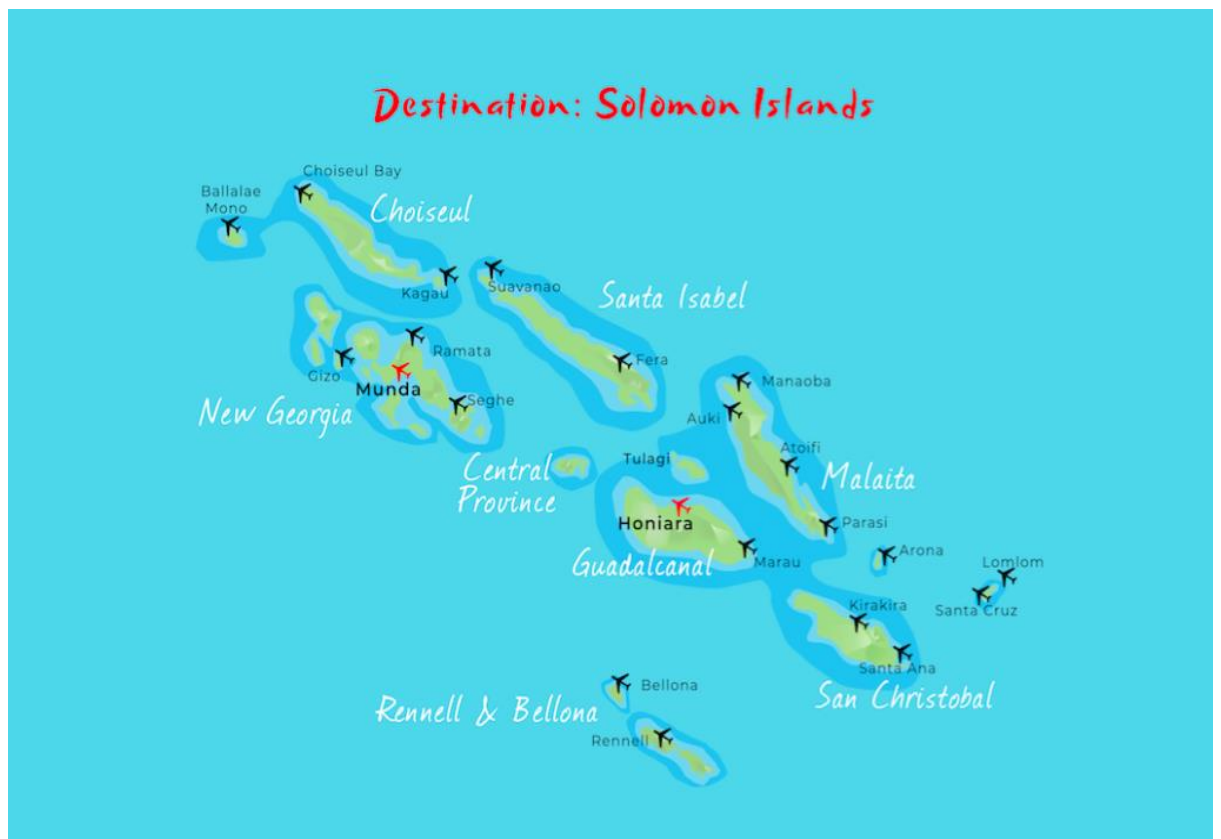 Destination: Solomon Islands
Choiseul Bay
Ballalae
Mono
Choiseul
Kagau
Suavanao
Santa Isabel
Ramata
Fera
Gizo
Munda
Manaoba
Seghe
New Georgia
Auki
Atoifi
Tulagi
Central
Province
Malaita
Honiara
Parasi
Arona
Guadalcanal
Marau
Lomlom
Santa Cruz
Kirakira
Santa Ana
Bellona
San Christobal
Rennell & Bellona
Rennell